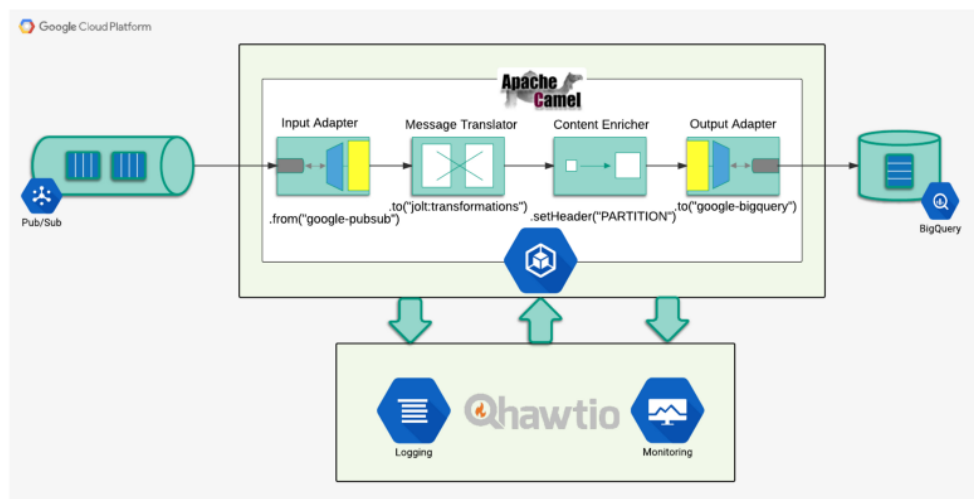 Google Cloud Platform
Apache
Camel
Input Adapter
Message Translator
Content Enricher
Output Adapter
.from("google-pubsub")
.to("jolt:transformations")
.setHeader("PARTITION")
.to("google-bigquery")
Pub/Sub
BigQuery
hawtio
Logging
Monitoring